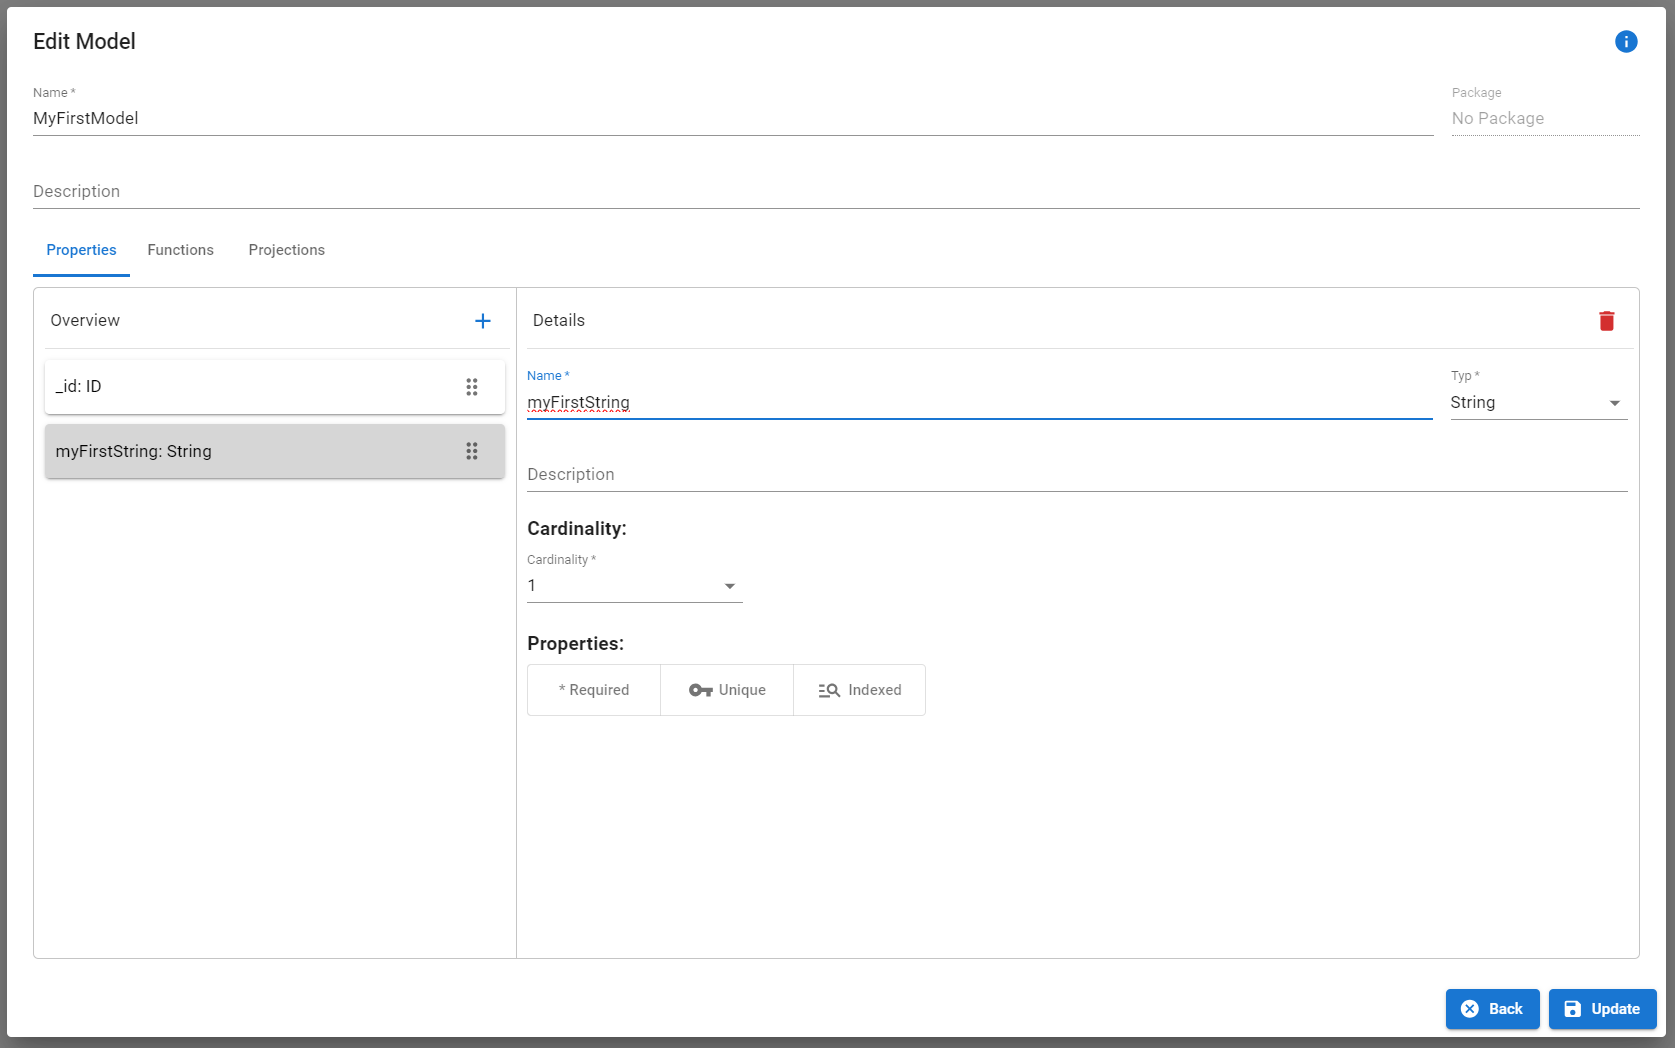 Edit Model
Name *
Package
MyFirstModel
No Package
Description
Properties
Functions
Projections
Overview
Details
_id: ID
Name *
Typ *
myFirstString
String
myFirstString: String
Description
Cardinality:
Cardinality *
1
Properties:
* Required
Unique
Indexed
Back
Update